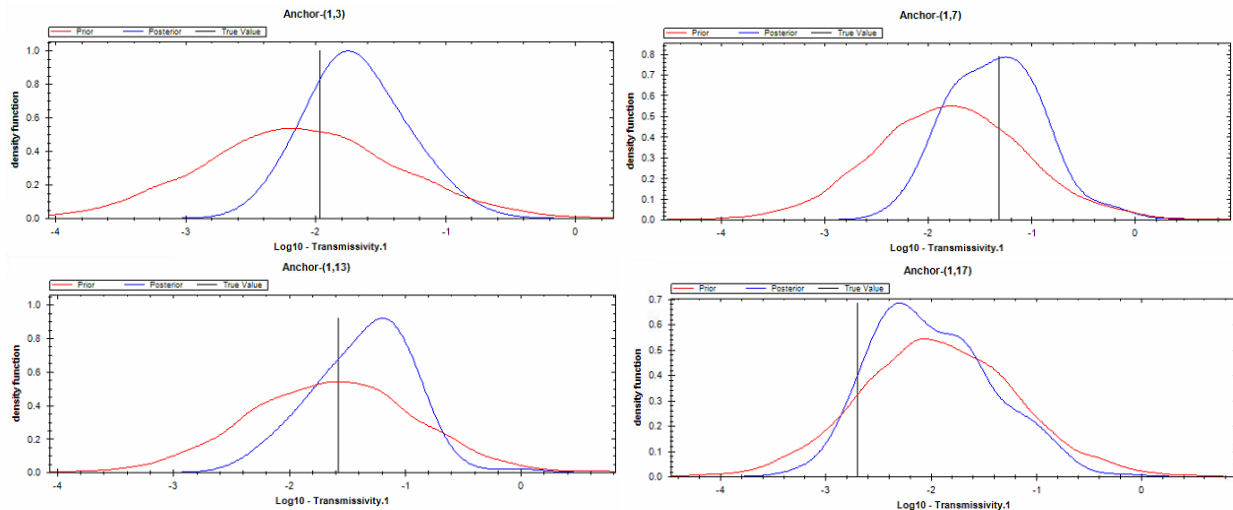 Anchor-(1,3)
Prior Posterior True Value
1.0
0.8
0.6
0.4
0.2
0.0
density function
-4 -3 -2 -1 0
Log10 - Transmissivity.1
Anchor-(1,7)
Prior Posterior True Value
0.8
0.7
0.6
0.5
0.4
0.3
0.2
0.1
0.0
density function
-4 -3 -2 -1 0
Log10 - Transmissivity.1
Anchor-(1,13)
Prior Posterior True Value
1.0
0.8
0.6
0.4
0.2
0.0
density function
-4 -3 -2 -1 0
Log10 - Transmissivity.1
Anchor-(1,17)
Prior Posterior True Value
0.7
0.6
0.5
0.4
0.3
0.2
0.1
0.0
density function
-4 -3 -2 -1 0
Log10 - Transmissivity.1